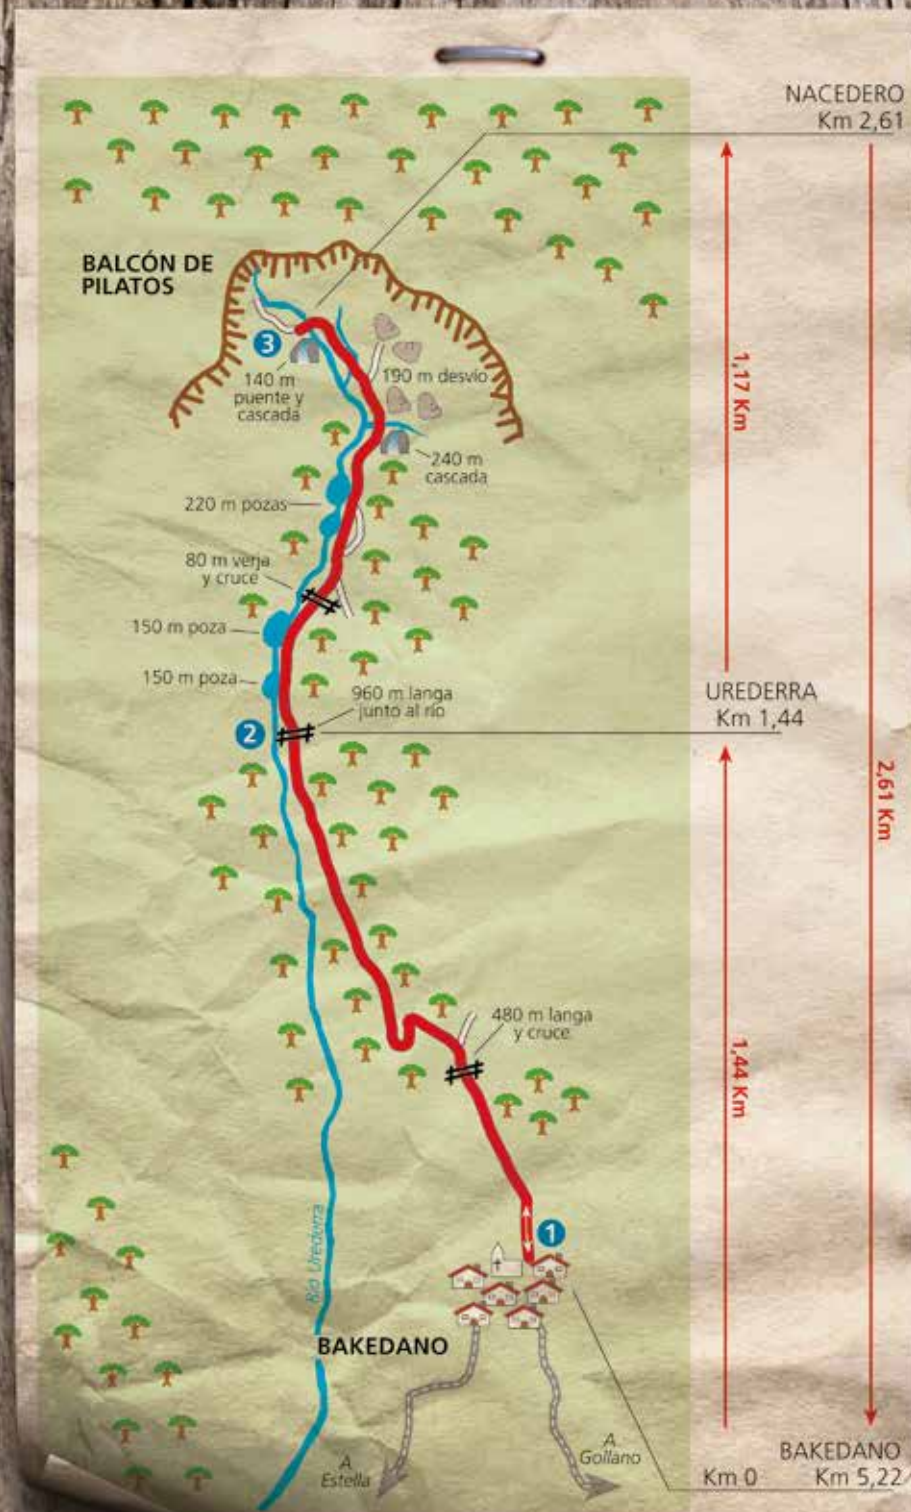 NACEDERO
Km 2,61
BALCÓN DE
PILATOS
3
140 m
puente y
cascada
190 m desvío
240 m
cascada
1,17 Km
220 m pozas
80 m verja
y cruce
150 m poza
150 m poza
960 m langa
junto al río
2
UREDERRA
Km 1,44
2,61 Km
480 m langa
y cruce
1,44 Km
1
Río Urederra
BAKEDANO
A
Estella
A
Gollano
BAKEDANO
Km 0
Km 5,22